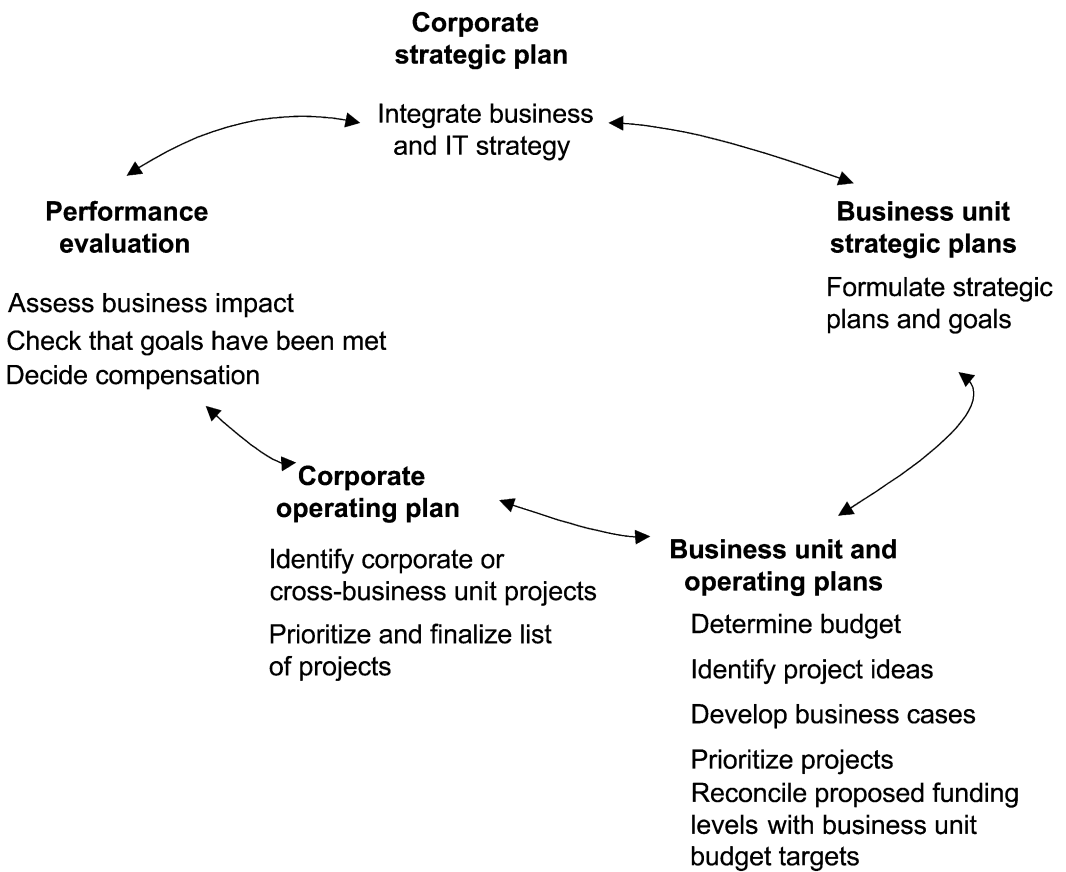 Corporate
strategic plan
Integrate business
and IT strategy
Performance
evaluation
Assess business impact
Check that goals have been met
Decide compensation
Business unit
strategic plans
Formulate strategic
plans and goals
Corporate
operating plan
Identify corporate or
cross-business unit projects
Prioritize and finalize list
of projects
Business unit and
operating plans
Determine budget
Identify project ideas
Develop business cases
Prioritize projects
Reconcile proposed funding
levels with business unit
budget targets